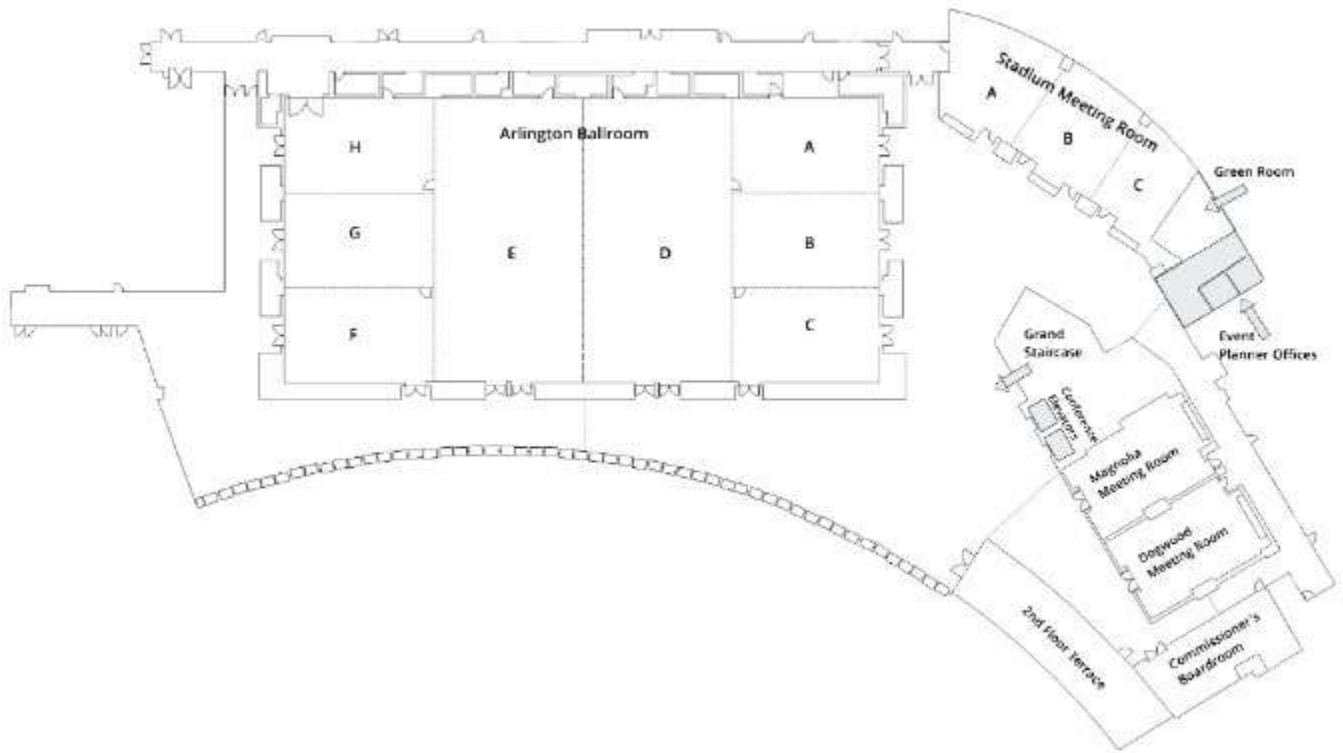 Arlington Ballroom
H
G
F
E
D
A
B
C
Stadium Meeting Room
A
B
C
Green Room
Event
Planner Offices
Grand
Staircase
Conference
Elevators
Magnolia
Meeting Room
Dogwood
Meeting Room
2nd Floor Terrace
Commissioner's
Boardroom